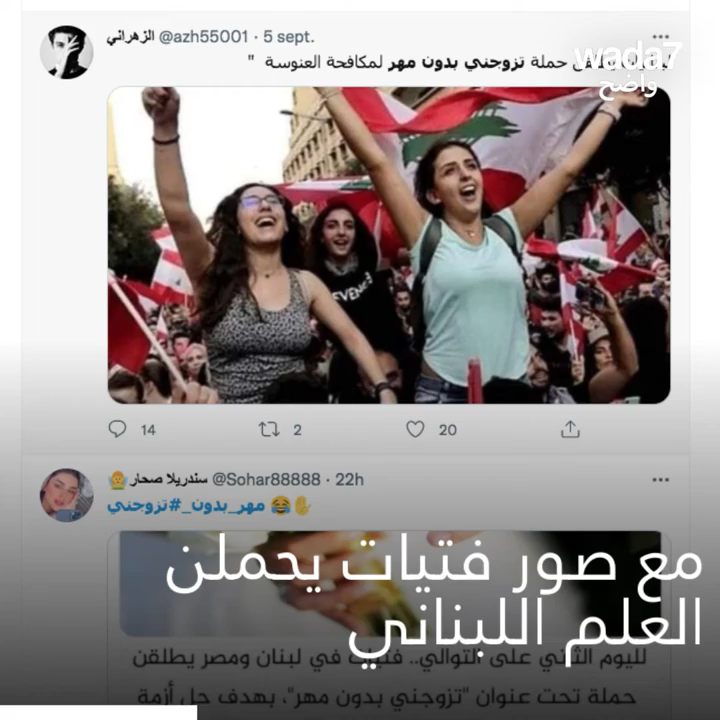 الزهراني @azh55001 · 5 sept.
حملة تزوجني بدون مهر لمكافحة العنوسة "
wada7
واضح
14
2
20
سندريلا صحار @Sohar88888 · 22h
#تزوجني_بدون_مهر
مع صور فتيات يحملن
العلم اللبناني
لليوم الثاني على التوالي.. فتيات في لبنان ومصر يطلقن
حملة تحت عنوان "تزوجني بدون مهر"، بهدف حل أزمة